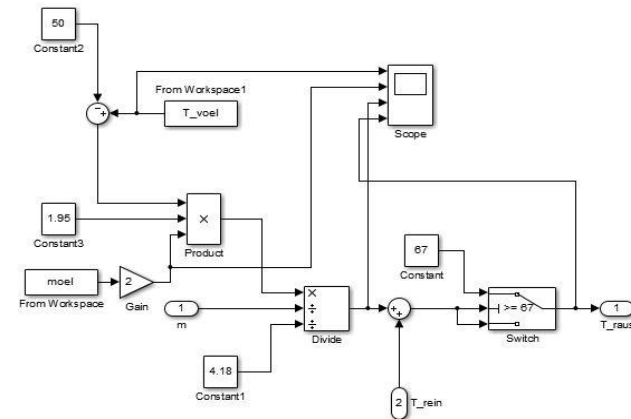 50
Constant2
From Workspace1
T_voel
Scope
1.95
Constant3
×
Product
67
Constant
moel
From Workspace
2
Gain
1
m
×
÷
÷
Divide
>= 67
Switch
1
T_raus
4.18
Constant1
2
T_rein